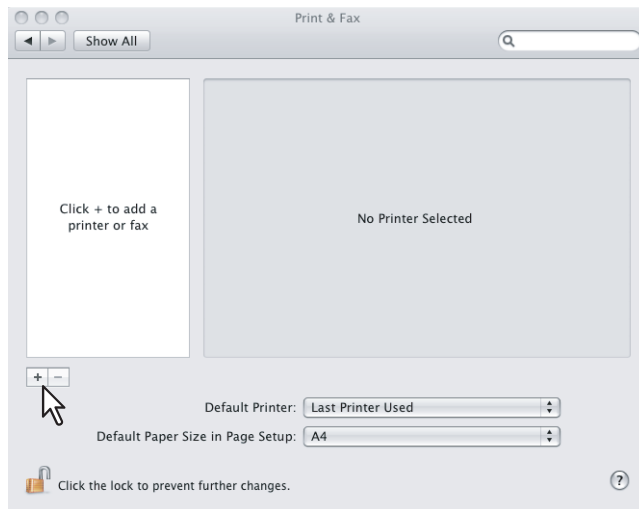 Print & Fax
Show All
Click + to add a
printer or fax
No Printer Selected
+ −
Default Printer: Last Printer Used
Default Paper Size in Page Setup: A4
Click the lock to prevent further changes.
?